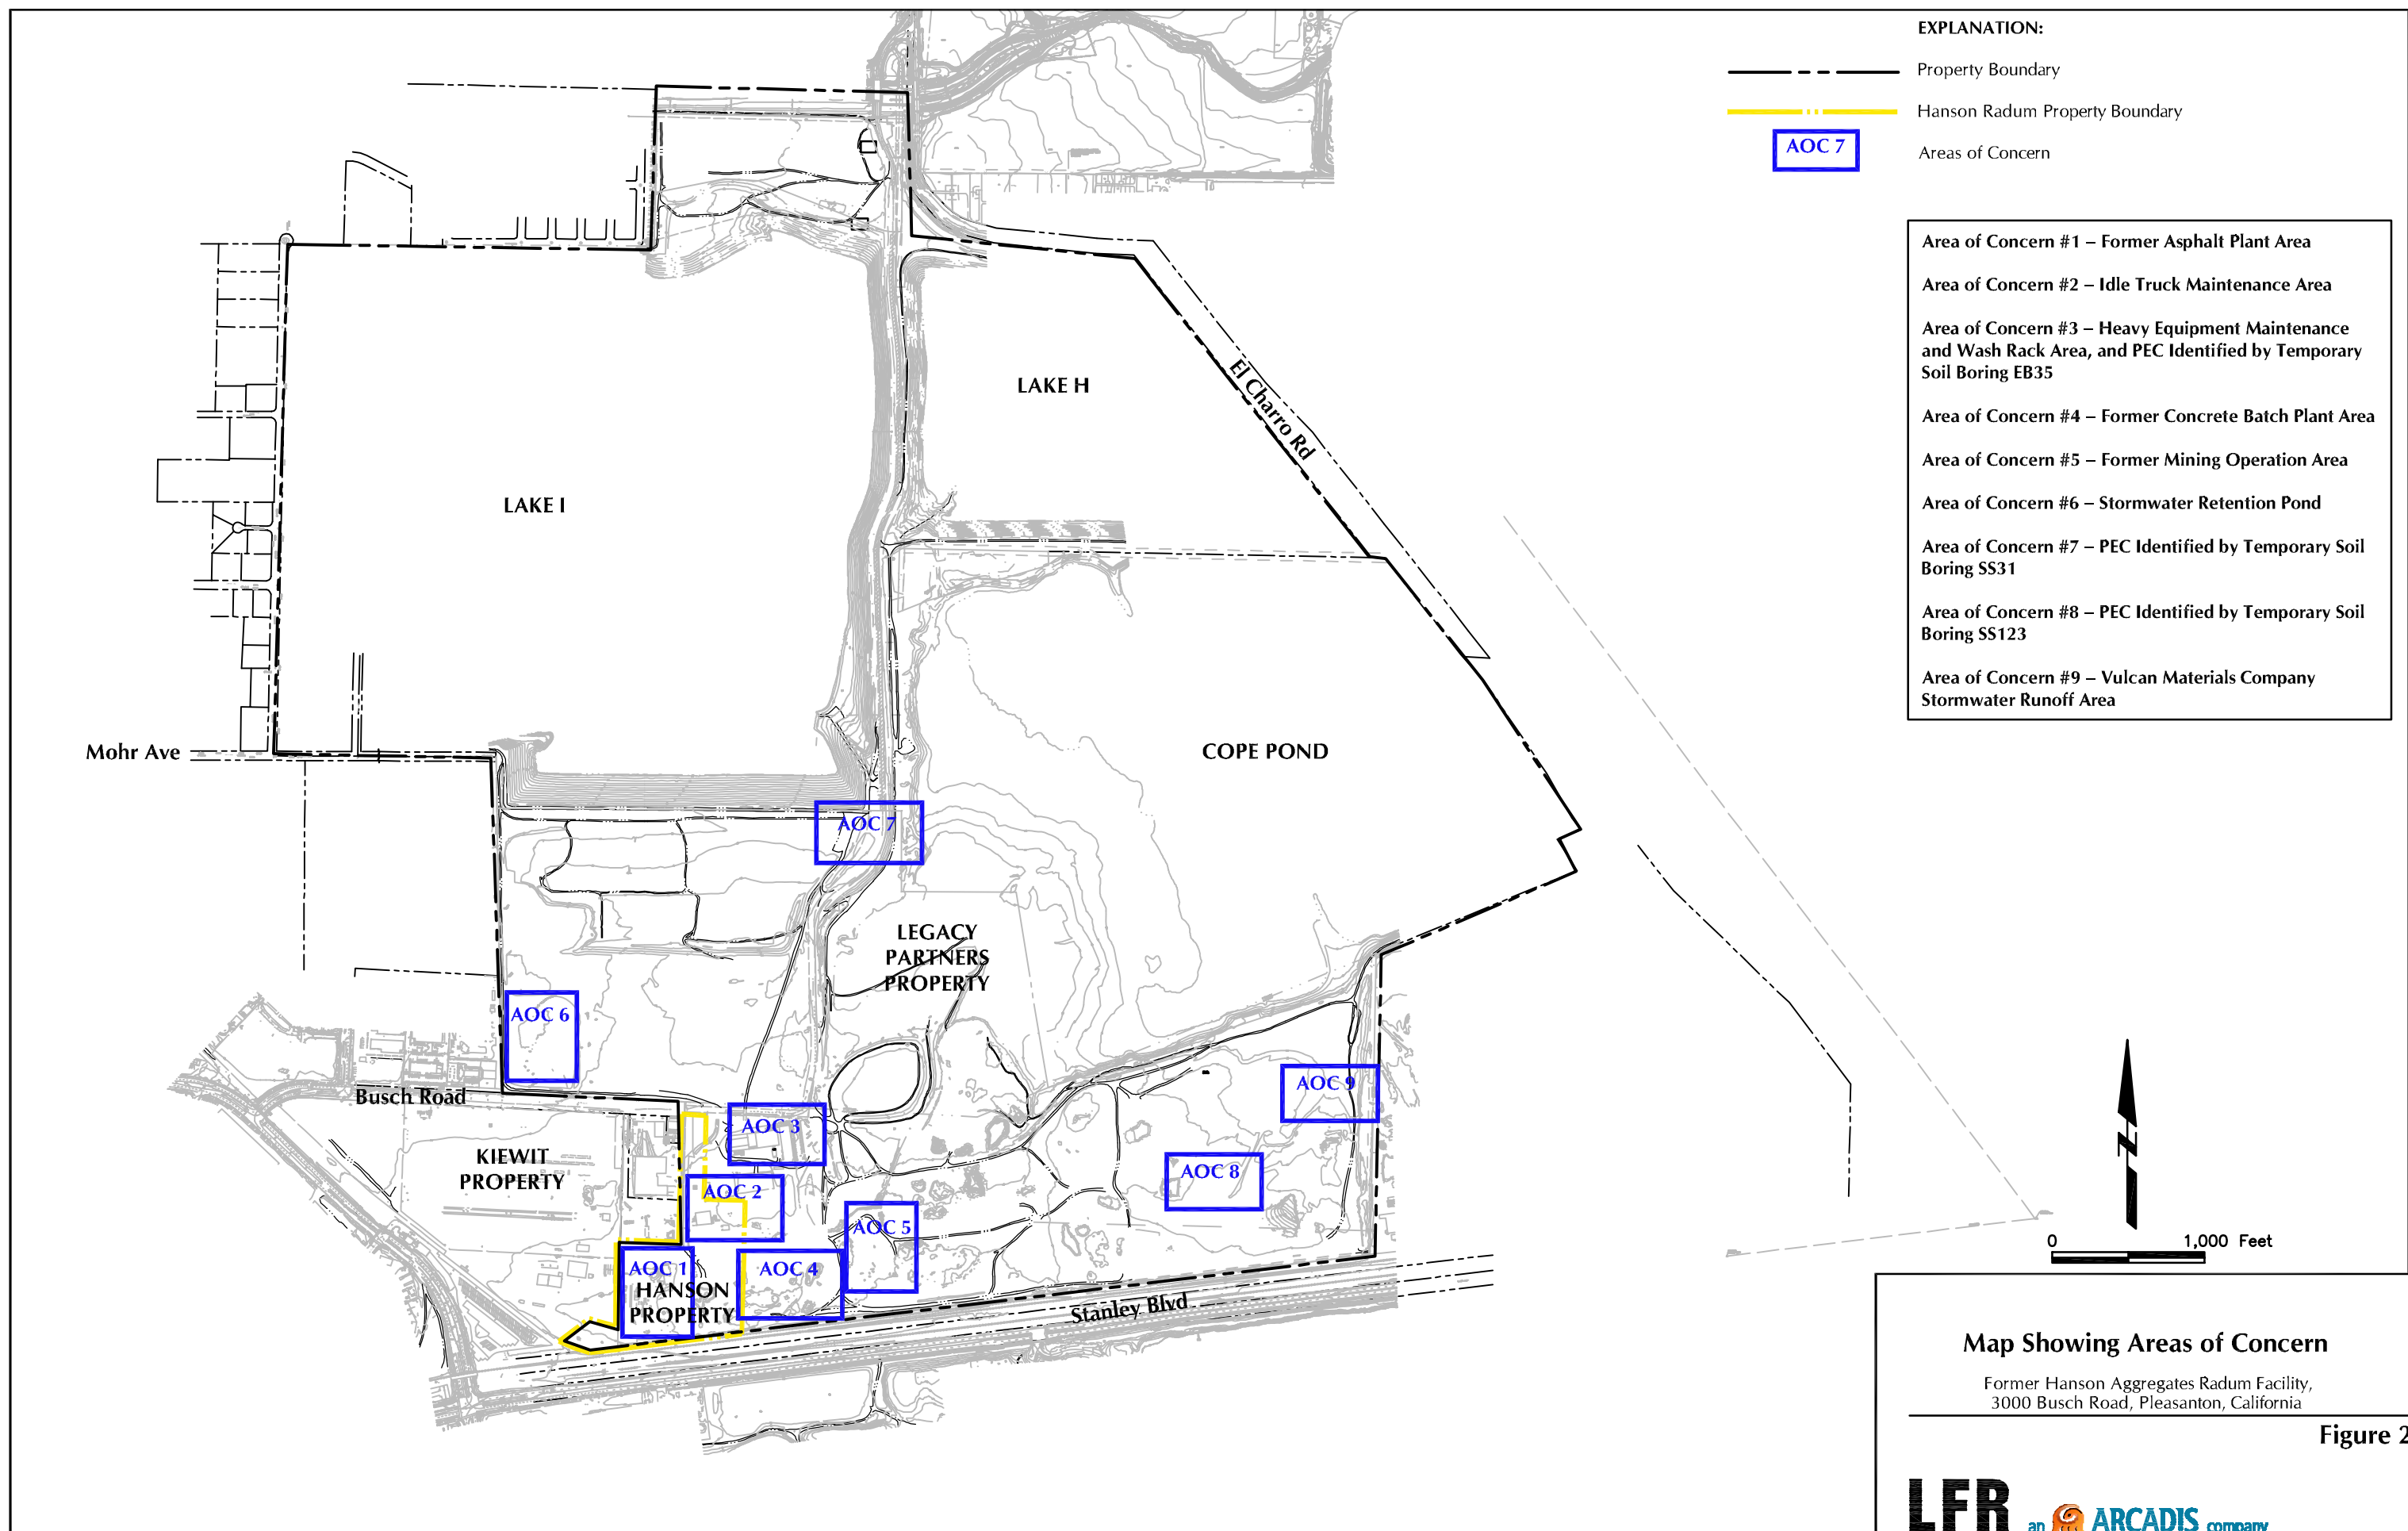 EXPLANATION:
Property Boundary
Hanson Radum Property Boundary
AOC 7
Areas of Concern
Area of Concern #1 – Former Asphalt Plant Area
Area of Concern #2 – Idle Truck Maintenance Area
Area of Concern #3 – Heavy Equipment Maintenance
and Wash Rack Area, and PEC Identified by Temporary
Soil Boring EB35
Area of Concern #4 – Former Concrete Batch Plant Area
Area of Concern #5 – Former Mining Operation Area
Area of Concern #6 – Stormwater Retention Pond
Area of Concern #7 – PEC Identified by Temporary Soil
Boring SS31
Area of Concern #8 – PEC Identified by Temporary Soil
Boring SS123
Area of Concern #9 – Vulcan Materials Company
Stormwater Runoff Area
LAKE H
El Charro Rd
LAKE I
Mohr Ave
COPE POND
AOC 7
LEGACY
PARTNERS
PROPERTY
AOC 6
Busch Road
AOC 9
AOC 3
KIEWIT
PROPERTY
AOC 8
AOC 2
AOC 5
AOC 1
AOC 4
HANSON
PROPERTY
Stanley Blvd
N
0 1,000 Feet
Map Showing Areas of Concern
Former Hanson Aggregates Radum Facility,
3000 Busch Road, Pleasanton, California
Figure 2
LFR an ARCADIS company